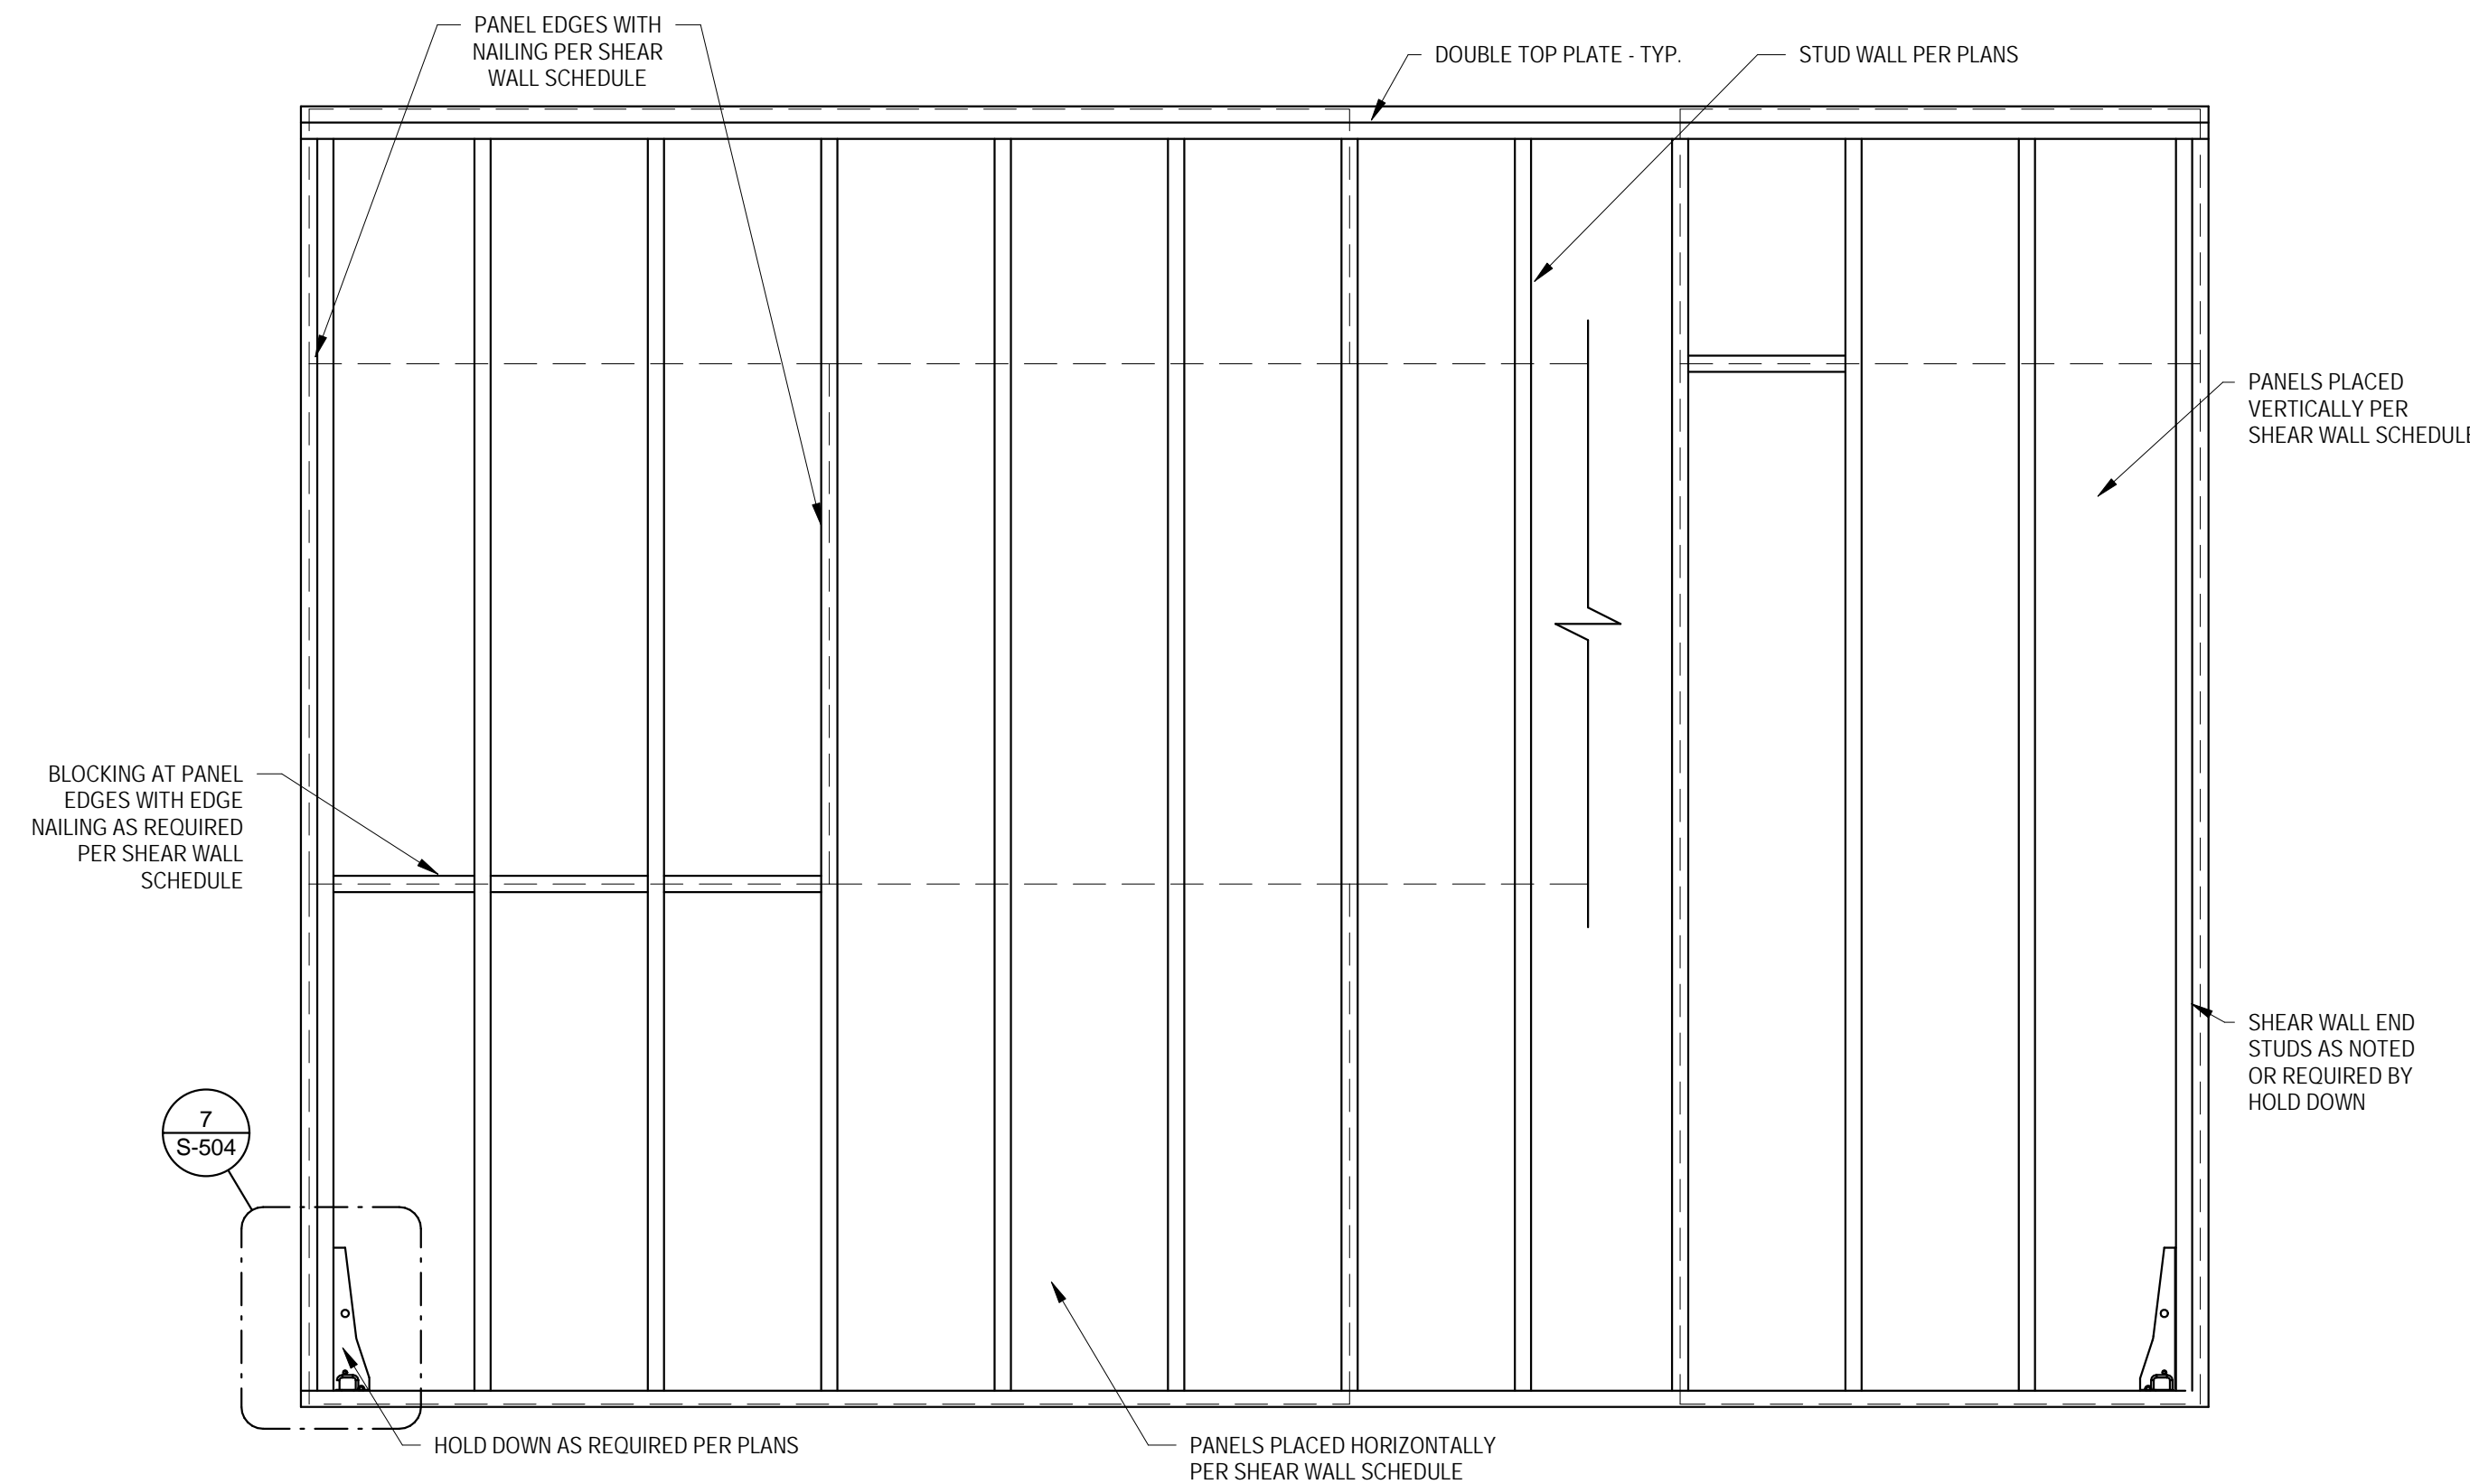 PANEL EDGES WITH
NAILING PER SHEAR
WALL SCHEDULE
DOUBLE TOP PLATE - TYP.
STUD WALL PER PLANS
PANELS PLACED
VERTICALLY PER
SHEAR WALL SCHEDULE
BLOCKING AT PANEL
EDGES WITH EDGE
NAILING AS REQUIRED
PER SHEAR WALL
SCHEDULE
SHEAR WALL END
STUDS AS NOTED
OR REQUIRED BY
HOLD DOWN
7
S-504
HOLD DOWN AS REQUIRED PER PLANS
PANELS PLACED HORIZONTALLY
PER SHEAR WALL SCHEDULE